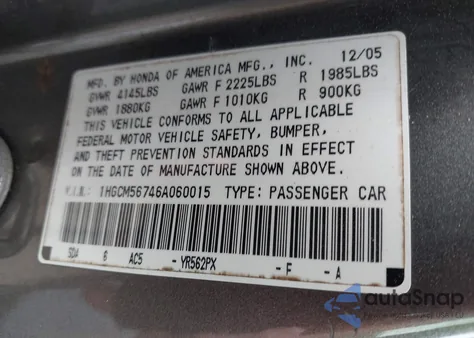 MFD. BY HONDA OF AMERICA MFG., INC. 12/05
GVWR 4145LBS GAWR F 2225LBS R 1985LBS
GVWR 1880KG GAWR F 1010KG R 900KG
THIS VEHICLE CONFORMS TO ALL APPLICABLE
FEDERAL MOTOR VEHICLE SAFETY, BUMPER,
AND THEFT PREVENTION STANDARDS IN EFFECT
ON THE DATE OF MANUFACTURE SHOWN ABOVE.
V.I.N.: 1HGCM56746A060015 TYPE: PASSENGER CAR
SDA 6 AC5 - YR562PX - F - A
autoSnap